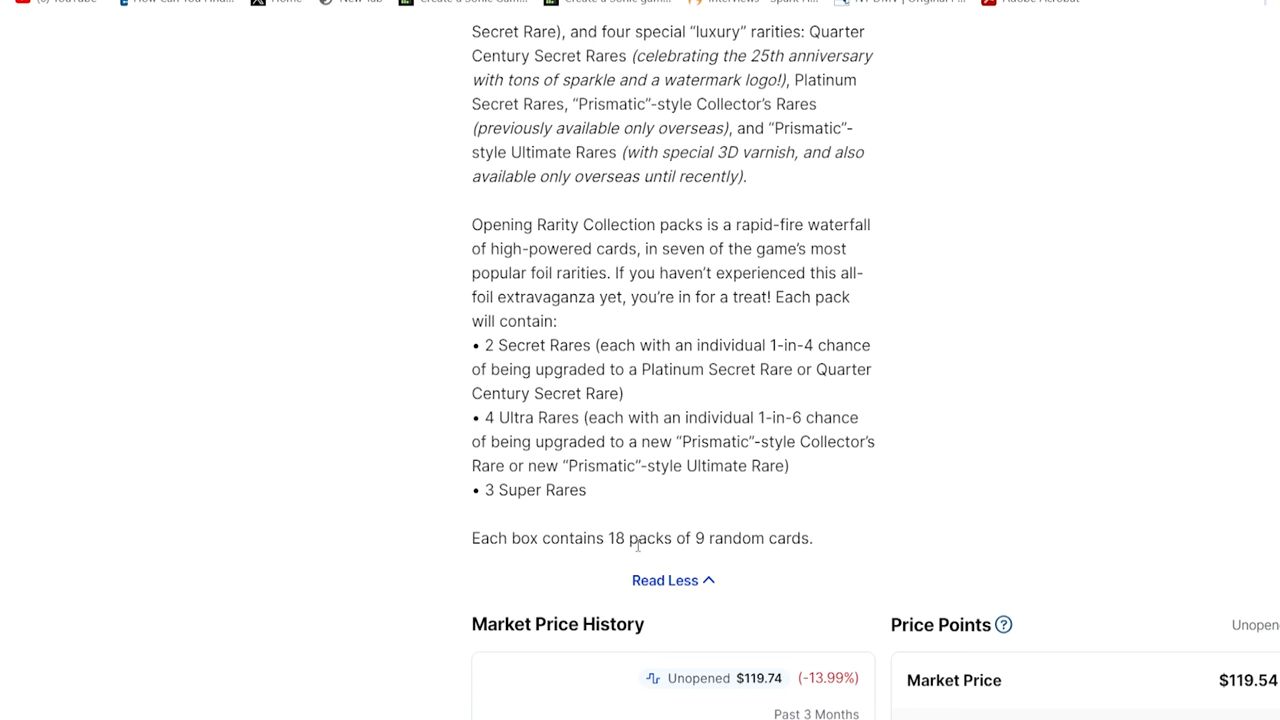 Secret Rare), and four special “luxury” rarities: Quarter
Century Secret Rares (celebrating the 25th anniversary
with tons of sparkle and a watermark logo!), Platinum
Secret Rares, “Prismatic”-style Collector’s Rares
(previously available only overseas), and “Prismatic”-
style Ultimate Rares (with special 3D varnish, and also
available only overseas until recently).
Opening Rarity Collection packs is a rapid-fire waterfall
of high-powered cards, in seven of the game’s most
popular foil rarities. If you haven’t experienced this all-
foil extravaganza yet, you’re in for a treat! Each pack
will contain:
• 2 Secret Rares (each with an individual 1-in-4 chance
of being upgraded to a Platinum Secret Rare or Quarter
Century Secret Rare)
• 4 Ultra Rares (each with an individual 1-in-6 chance
of being upgraded to a new “Prismatic”-style Collector’s
Rare or new “Prismatic”-style Ultimate Rare)
• 3 Super Rares
Each box contains 18 packs of 9 random cards.
Read Less
Market Price History
Unopened $119.74 (-13.99%)
Past 3 Months
Price Points ?
Unopen
Market Price $119.54